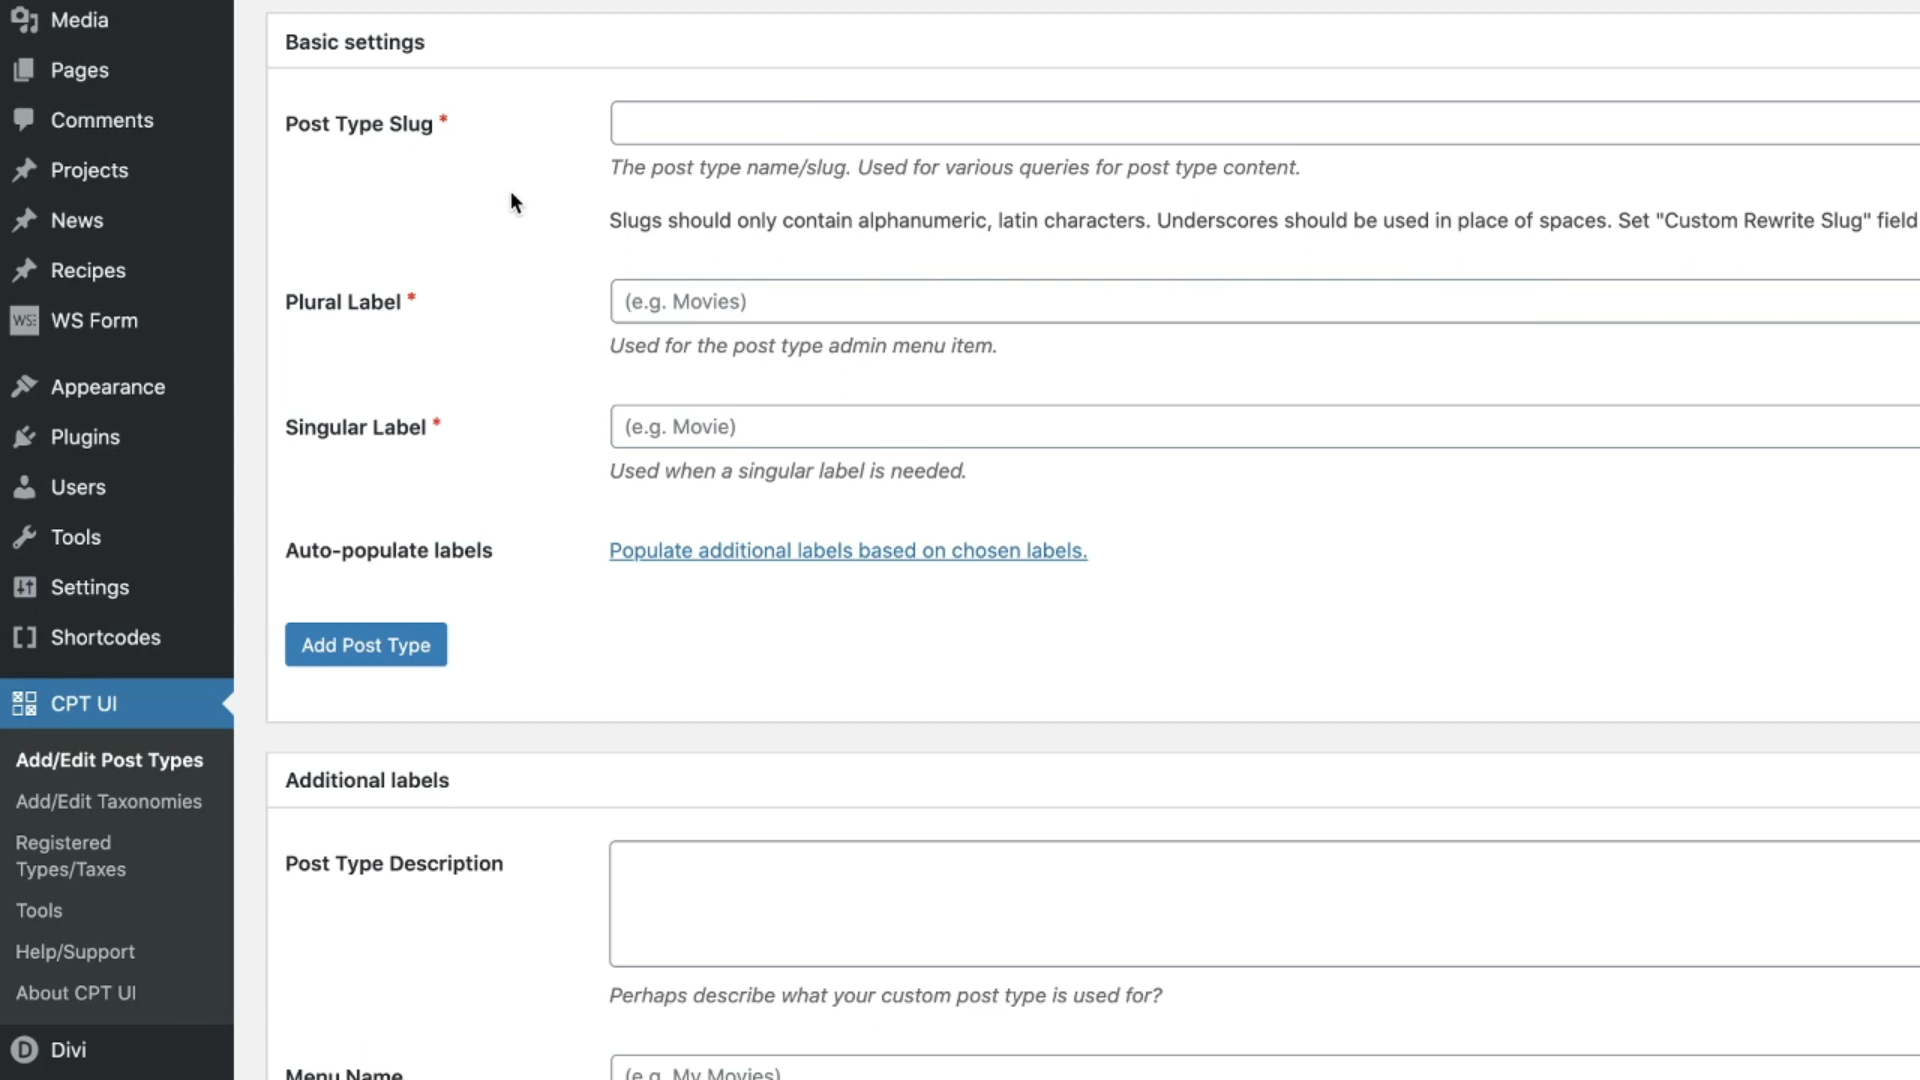 Media
Pages
Comments
Projects
News
Recipes
WS Form
Appearance
Plugins
Users
Tools
Settings
Shortcodes
CPT UI
Add/Edit Post Types
Add/Edit Taxonomies
Registered
Types/Taxes
Tools
Help/Support
About CPT UI
Divi
Basic settings
Post Type Slug *
The post type name/slug. Used for various queries for post type content.
Slugs should only contain alphanumeric, latin characters. Underscores should be used in place of spaces. Set "Custom Rewrite Slug" field
Plural Label *
(e.g. Movies)
Used for the post type admin menu item.
Singular Label *
(e.g. Movie)
Used when a singular label is needed.
Auto-populate labels
Populate additional labels based on chosen labels.
Add Post Type
Additional labels
Post Type Description
Perhaps describe what your custom post type is used for?
Menu Name
(e.g. My Movies)